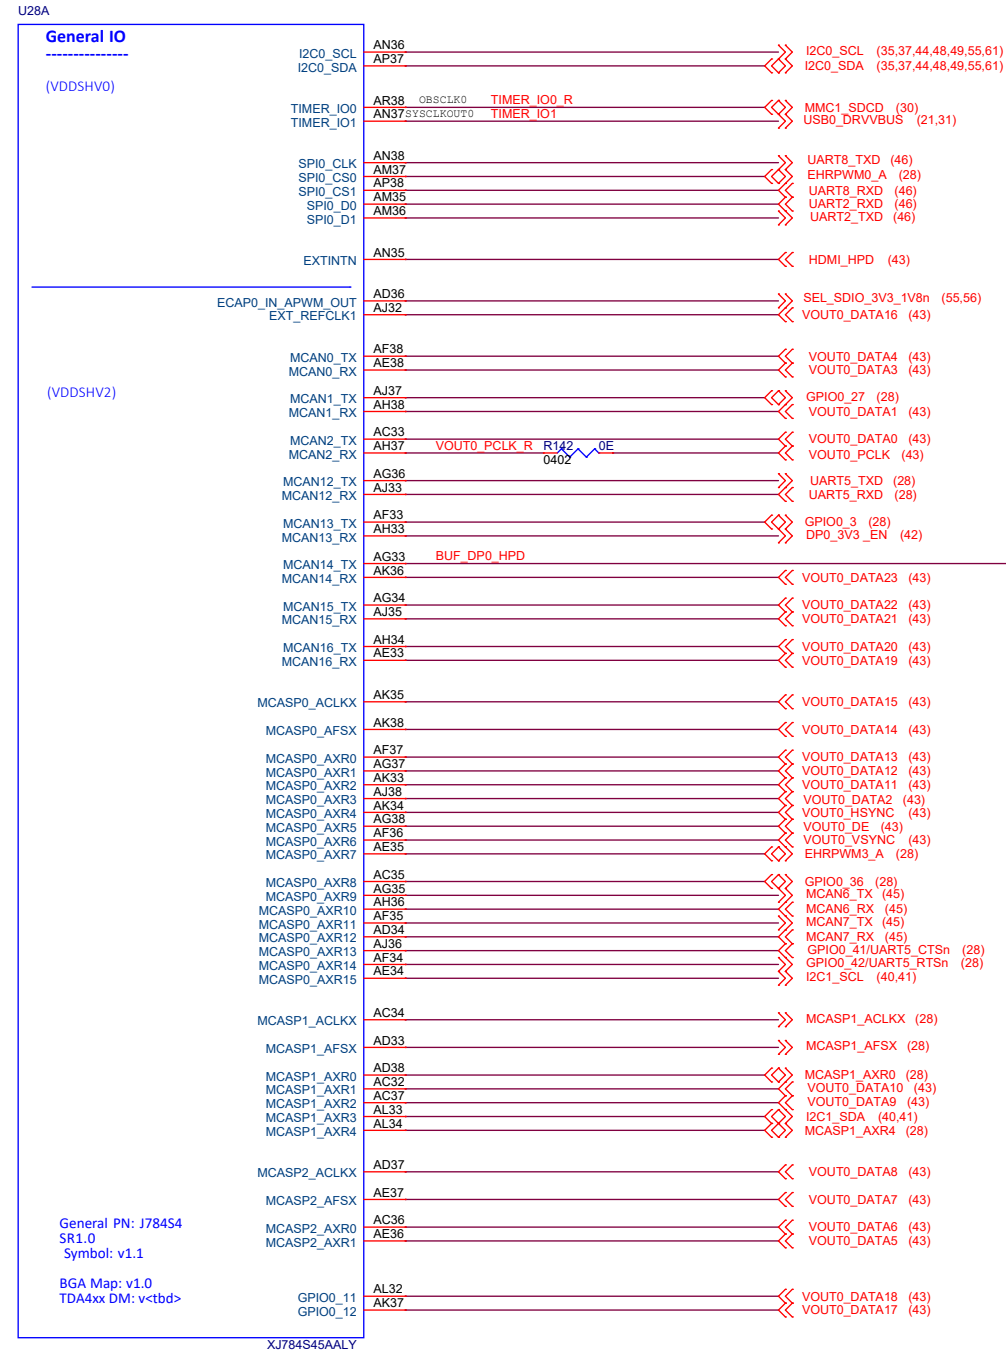 U28A
General IO
---------------
(VDDSHV0)
I2C0_SCL AN36 I2C0_SCL (35,37,44,48,49,55,61)
I2C0_SDA AP37 I2C0_SDA (35,37,44,48,49,55,61)
TIMER_IO0 AR38 OBSCLK0 TIMER_IO0_R MMC1_SDCD (30)
TIMER_IO1 AN37 SYSCLKOUT0 TIMER_IO1 USB0_DRVVBUS (21,31)
SPI0_CLK AN38 UART8_TXD (46)
SPI0_CS0 AM37 EHRPWM0_A (28)
SPI0_CS1 AP38 UART8_RXD (46)
SPI0_D0 AM35 UART2_RXD (46)
SPI0_D1 AM36 UART2_TXD (46)
EXTINTN AN35 HDMI_HPD (43)
ECAP0_IN_APWM_OUT AD36 SEL_SDIO_3V3_1V8n (55,56)
EXT_REFCLK1 AJ32 VOUT0_DATA16 (43)
MCAN0_TX AF38 VOUT0_DATA4 (43)
MCAN0_RX AE38 VOUT0_DATA3 (43)
(VDDSHV2)
MCAN1_TX AJ37 GPIO0_27 (28)
MCAN1_RX AH38 VOUT0_DATA1 (43)
MCAN2_TX AC33 VOUT0_DATA0 (43)
MCAN2_RX AH37 VOUT0_PCLK_R R142 0E VOUT0_PCLK (43)
0402
MCAN12_TX AG36 UART5_TXD (28)
MCAN12_RX AJ33 UART5_RXD (28)
MCAN13_TX AF33 GPIO0_3 (28)
MCAN13_RX AH33 DP0_3V3 _EN (42)
MCAN14_TX AG33 BUF_DP0_HPD
MCAN14_RX AK36 VOUT0_DATA23 (43)
MCAN15_TX AG34 VOUT0_DATA22 (43)
MCAN15_RX AJ35 VOUT0_DATA21 (43)
MCAN16_TX AH34 VOUT0_DATA20 (43)
MCAN16_RX AE33 VOUT0_DATA19 (43)
MCASP0_ACLKX AK35 VOUT0_DATA15 (43)
MCASP0_AFSX AK38 VOUT0_DATA14 (43)
MCASP0_AXR0 AF37 VOUT0_DATA13 (43)
MCASP0_AXR1 AG37 VOUT0_DATA12 (43)
MCASP0_AXR2 AK33 VOUT0_DATA11 (43)
MCASP0_AXR3 AJ38 VOUT0_DATA2 (43)
MCASP0_AXR4 AK34 VOUT0_HSYNC (43)
MCASP0_AXR5 AG38 VOUT0_DE (43)
MCASP0_AXR6 AF36 VOUT0_VSYNC (43)
MCASP0_AXR7 AE35 EHRPWM3_A (28)
MCASP0_AXR8 AC35 GPIO0_36 (28)
MCASP0_AXR9 AG35 MCAN6_TX (45)
MCASP0_AXR10 AH36 MCAN6_RX (45)
MCASP0_AXR11 AF35 MCAN7_TX (45)
MCASP0_AXR12 AD34 MCAN7_RX (45)
MCASP0_AXR13 AJ36 GPIO0_41/UART5_CTSn (28)
MCASP0_AXR14 AF34 GPIO0_42/UART5_RTSn (28)
MCASP0_AXR15 AE34 I2C1_SCL (40,41)
MCASP1_ACLKX AC34 MCASP1_ACLKX (28)
MCASP1_AFSX AD33 MCASP1_AFSX (28)
MCASP1_AXR0 AD38 MCASP1_AXR0 (28)
MCASP1_AXR1 AC32 VOUT0_DATA10 (43)
MCASP1_AXR2 AC37 VOUT0_DATA9 (43)
MCASP1_AXR3 AL33 I2C1_SDA (40,41)
MCASP1_AXR4 AL34 MCASP1_AXR4 (28)
MCASP2_ACLKX AD37 VOUT0_DATA8 (43)
MCASP2_AFSX AE37 VOUT0_DATA7 (43)
MCASP2_AXR0 AC36 VOUT0_DATA6 (43)
MCASP2_AXR1 AE36 VOUT0_DATA5 (43)
General PN: J784S4
SR1.0
Symbol: v1.1
BGA Map: v1.0
TDA4xx DM: v<tbd>
GPIO0_11 AL32 VOUT0_DATA18 (43)
GPIO0_12 AK37 VOUT0_DATA17 (43)
XJ784S45AALY